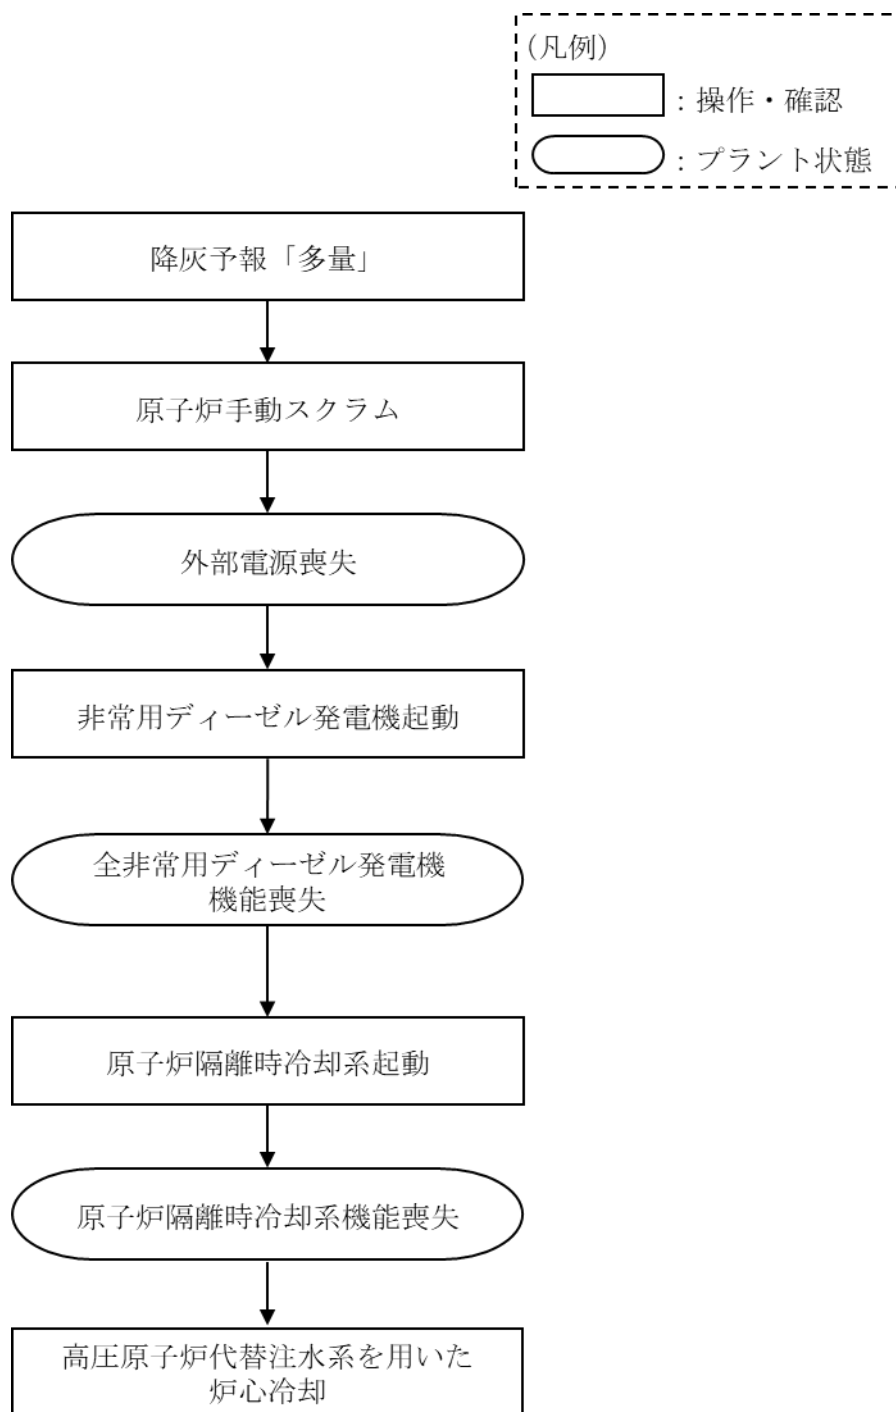 (凡例)
：操作・確認
：プラント状態
降灰予報「多量」
原子炉手動スクラム
外部電源喪失
非常用ディーゼル発電機起動
全非常用ディーゼル発電機
機能喪失
原子炉隔離時冷却系起動
原子炉隔離時冷却系機能喪失
高圧原子炉代替注水系を用いた
炉心冷却